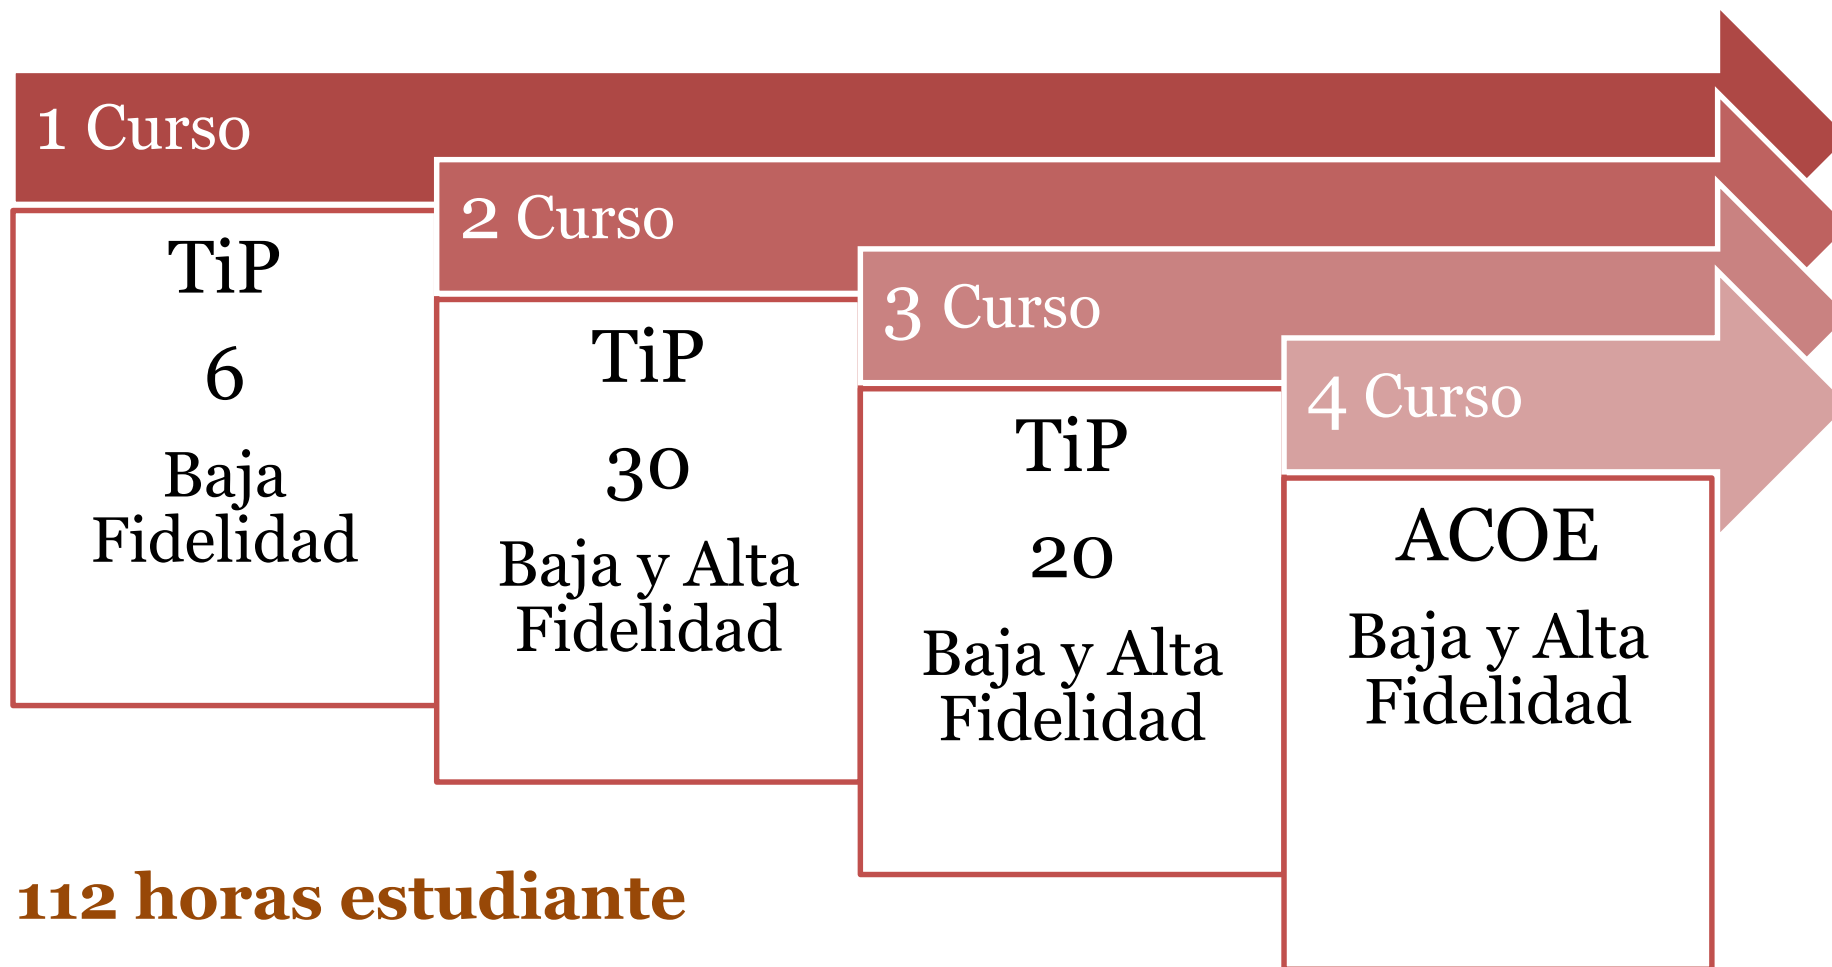 1 Curso
TiP
6
Baja
Fidelidad
2 Curso
TiP
30
Baja y Alta
Fidelidad
3 Curso
TiP
20
Baja y Alta
Fidelidad
4 Curso
ACOE
Baja y Alta
Fidelidad
112 horas estudiante